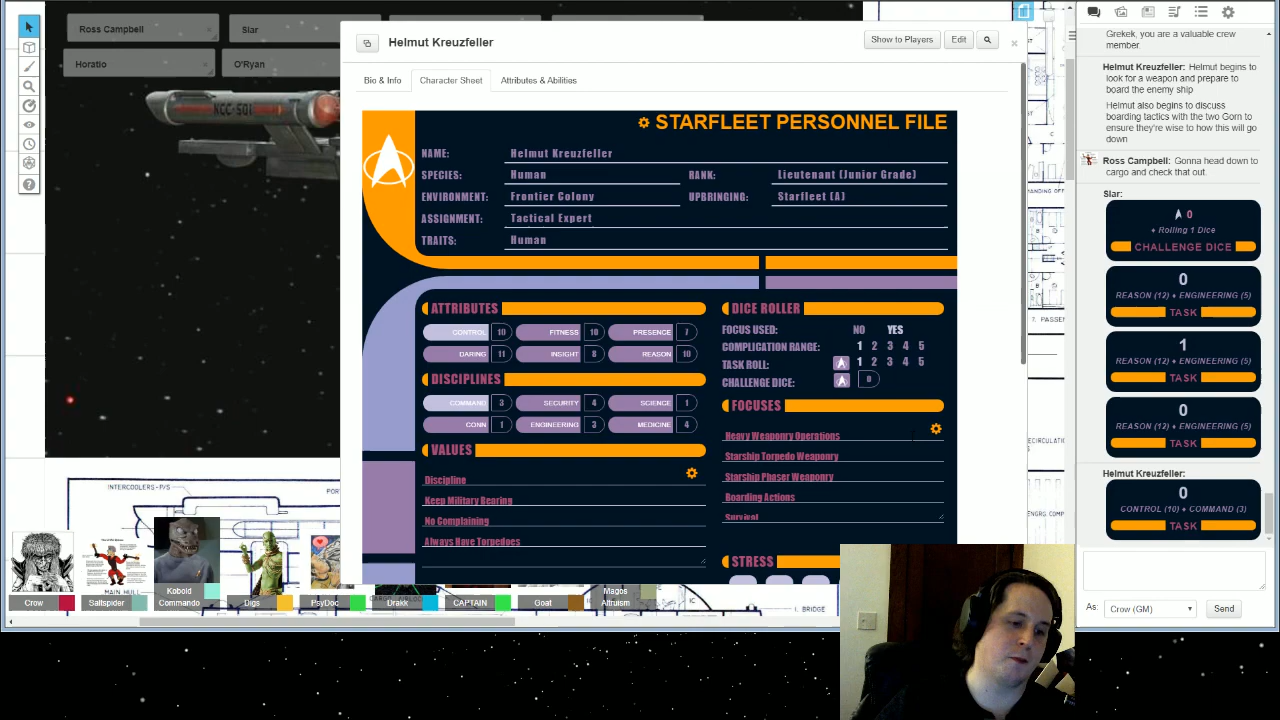 Ross Campbell
Slar
Horatio
O'Ryan
NCC-501
Helmut Kreuzfeller
Show to Players
Edit
Bio & Info
Character Sheet
Attributes & Abilities
STARFLEET PERSONNEL FILE
NAME: Helmut Kreuzfeller
SPECIES: Human RANK: Lieutenant (Junior Grade)
ENVIRONMENT: Frontier Colony UPBRINGING: Starfleet (A)
ASSIGNMENT: Tactical Expert
TRAITS: Human
ATTRIBUTES
CONTROL 10 FITNESS 10 PRESENCE 7
DARING 11 INSIGHT 8 REASON 10
DISCIPLINES
COMMAND 3 SECURITY 4 SCIENCE 1
CONN 1 ENGINEERING 3 MEDICINE 4
VALUES
Discipline
Keep Military Bearing
No Complaining
Always Have Torpedoes
DICE ROLLER
FOCUS USED: NO YES
COMPLICATION RANGE: 1 2 3 4 5
TASK ROLL: 1 2 3 4 5
CHALLENGE DICE: 0
FOCUSES
Heavy Weaponry Operations
Starship Torpedo Weaponry
Starship Phaser Weaponry
Boarding Actions
Survival
STRESS
Grekek, you are a valuable crew
member
Helmut Kreuzfeller: Helmut begins to
look for a weapon and prepare to
board the enemy ship
Helmut also begins to discuss
boarding tactics with the two Gorn to
ensure they're wise to how this will go
down
Ross Campbell: Gonna head down to
cargo and check that out.
Slar:
0
+ Rolling 1 Dice
CHALLENGE DICE
0
REASON (12) + ENGINEERING (5)
TASK
1
REASON (12) + ENGINEERING (5)
TASK
0
REASON (12) + ENGINEERING (5)
TASK
Helmut Kreuzfeller:
0
CONTROL (10) + COMMAND (3)
TASK
As: Crow (GM) Send
INTERCOOLERS-P/S
MAIN HULL
I. BRIDGE
7. PASSEN
Crow
Saltspider
Kobold
Commando
Digs
PsyDoc
Drakk
CAPTAIN
Goat
Magos
Altruism